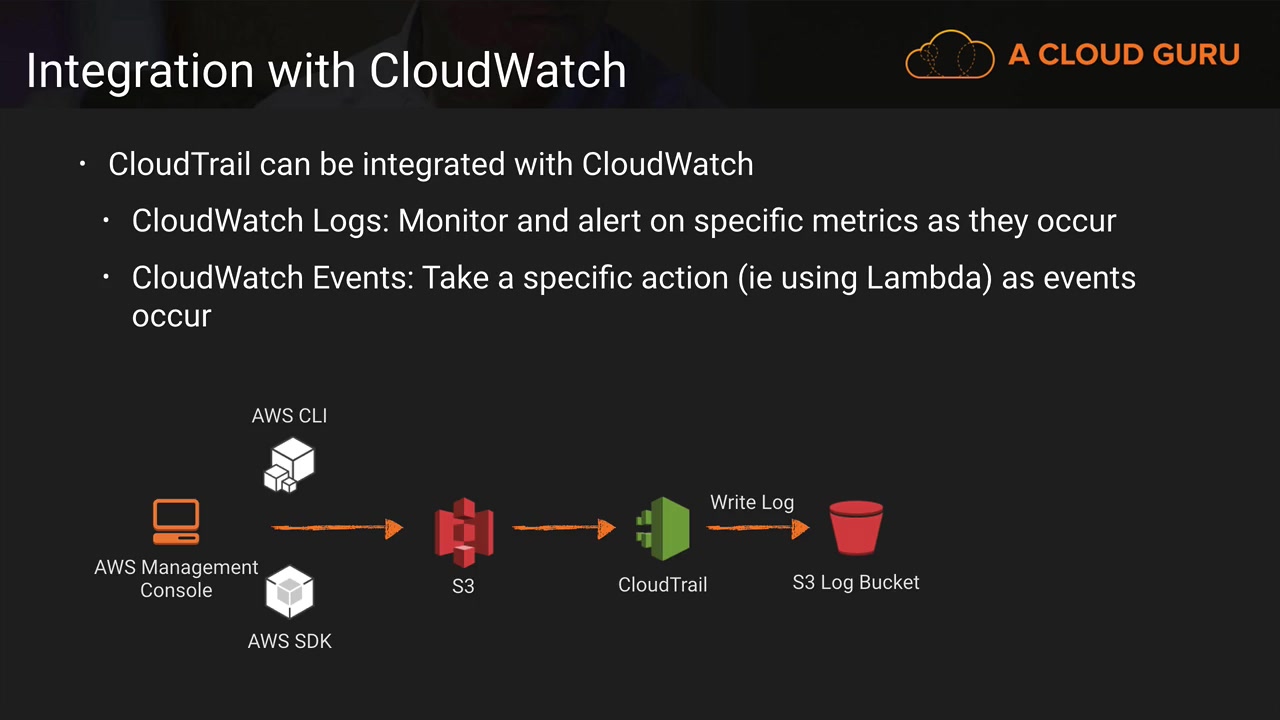 Integration with CloudWatch
A CLOUD GURU
· CloudTrail can be integrated with CloudWatch
· CloudWatch Logs: Monitor and alert on specific metrics as they occur
· CloudWatch Events: Take a specific action (ie using Lambda) as events
occur
AWS CLI
AWS Management
Console
AWS SDK
S3
CloudTrail
Write Log
S3 Log Bucket